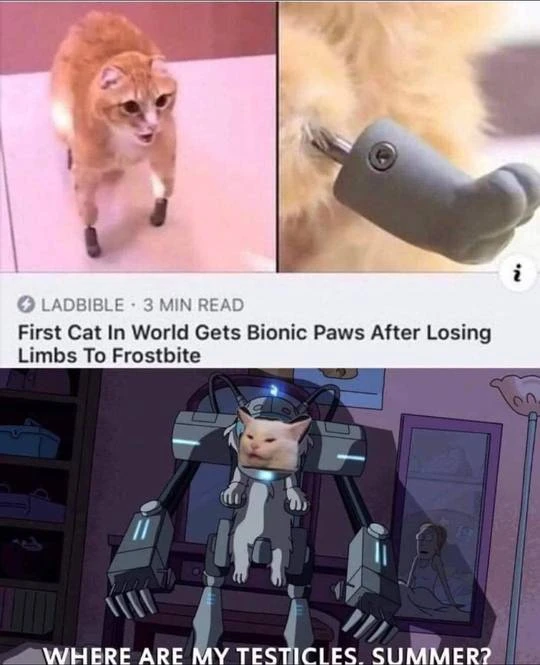 LADBIBLE · 3 MIN READ
First Cat In World Gets Bionic Paws After Losing
Limbs To Frostbite
WHERE ARE MY TESTICLES, SUMMER?